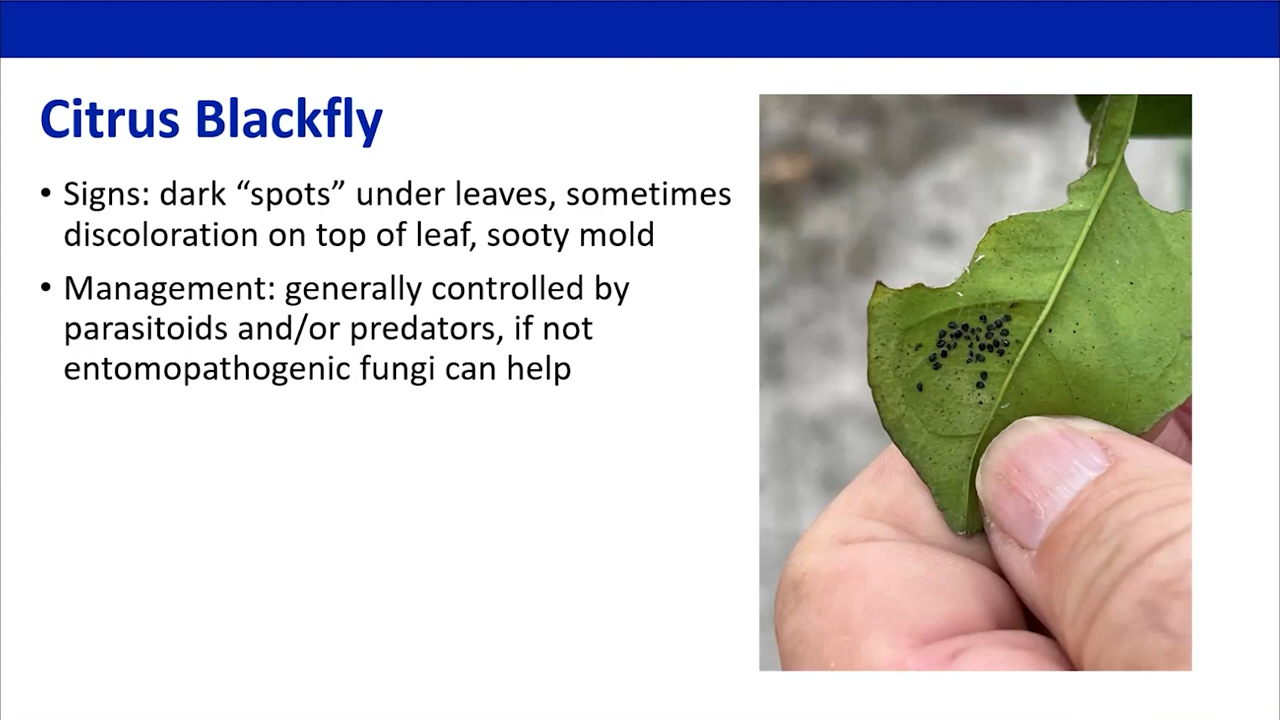 Citrus Blackfly
• Signs: dark “spots” under leaves, sometimes
discoloration on top of leaf, sooty mold
• Management: generally controlled by
parasitoids and/or predators, if not
entomopathogenic fungi can help